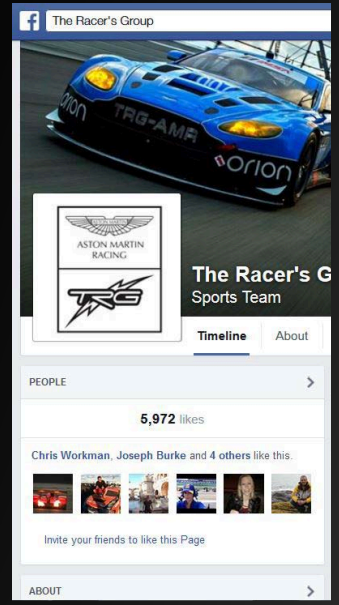 The Racer's Group
orion
TRG-AMR
orion
ASTON MARTIN
RACING
TRG
The Racer's G
Sports Team
Timeline
About
PEOPLE
5,972 likes
Chris Workman, Joseph Burke and 4 others like this.
Invite your friends to like this Page
ABOUT